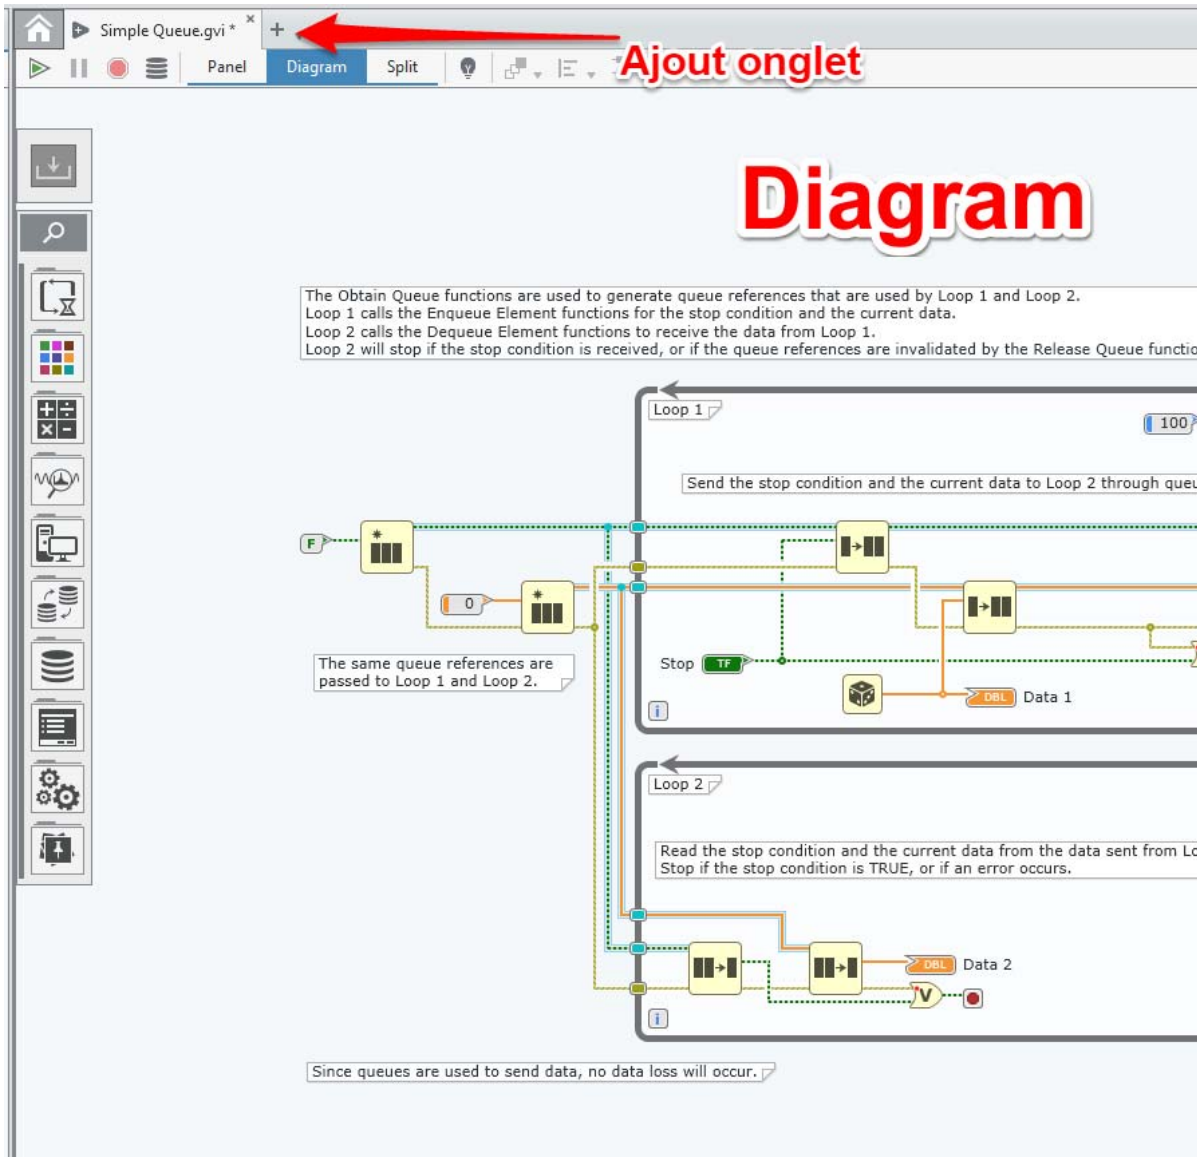 Simple Queue.gvi *
Panel
Diagram
Split
Ajout onglet
Diagram
The Obtain Queue functions are used to generate queue references that are used by Loop 1 and Loop 2.
Loop 1 calls the Enqueue Element functions for the stop condition and the current data.
Loop 2 calls the Dequeue Element functions to receive the data from Loop 1.
Loop 2 will stop if the stop condition is received, or if the queue references are invalidated by the Release Queue functio
Loop 1
100
Send the stop condition and the current data to Loop 2 through queu
F
0
The same queue references are
passed to Loop 1 and Loop 2.
Stop
TF
DBL
Data 1
i
Loop 2
Read the stop condition and the current data from the data sent from Lo
Stop if the stop condition is TRUE, or if an error occurs.
DBL
Data 2
V
i
Since queues are used to send data, no data loss will occur.